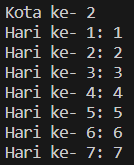 Kota ke- 2
Hari ke- 1: 1
Hari ke- 2: 2
Hari ke- 3: 3
Hari ke- 4: 4
Hari ke- 5: 5
Hari ke- 6: 6
Hari ke- 7: 7